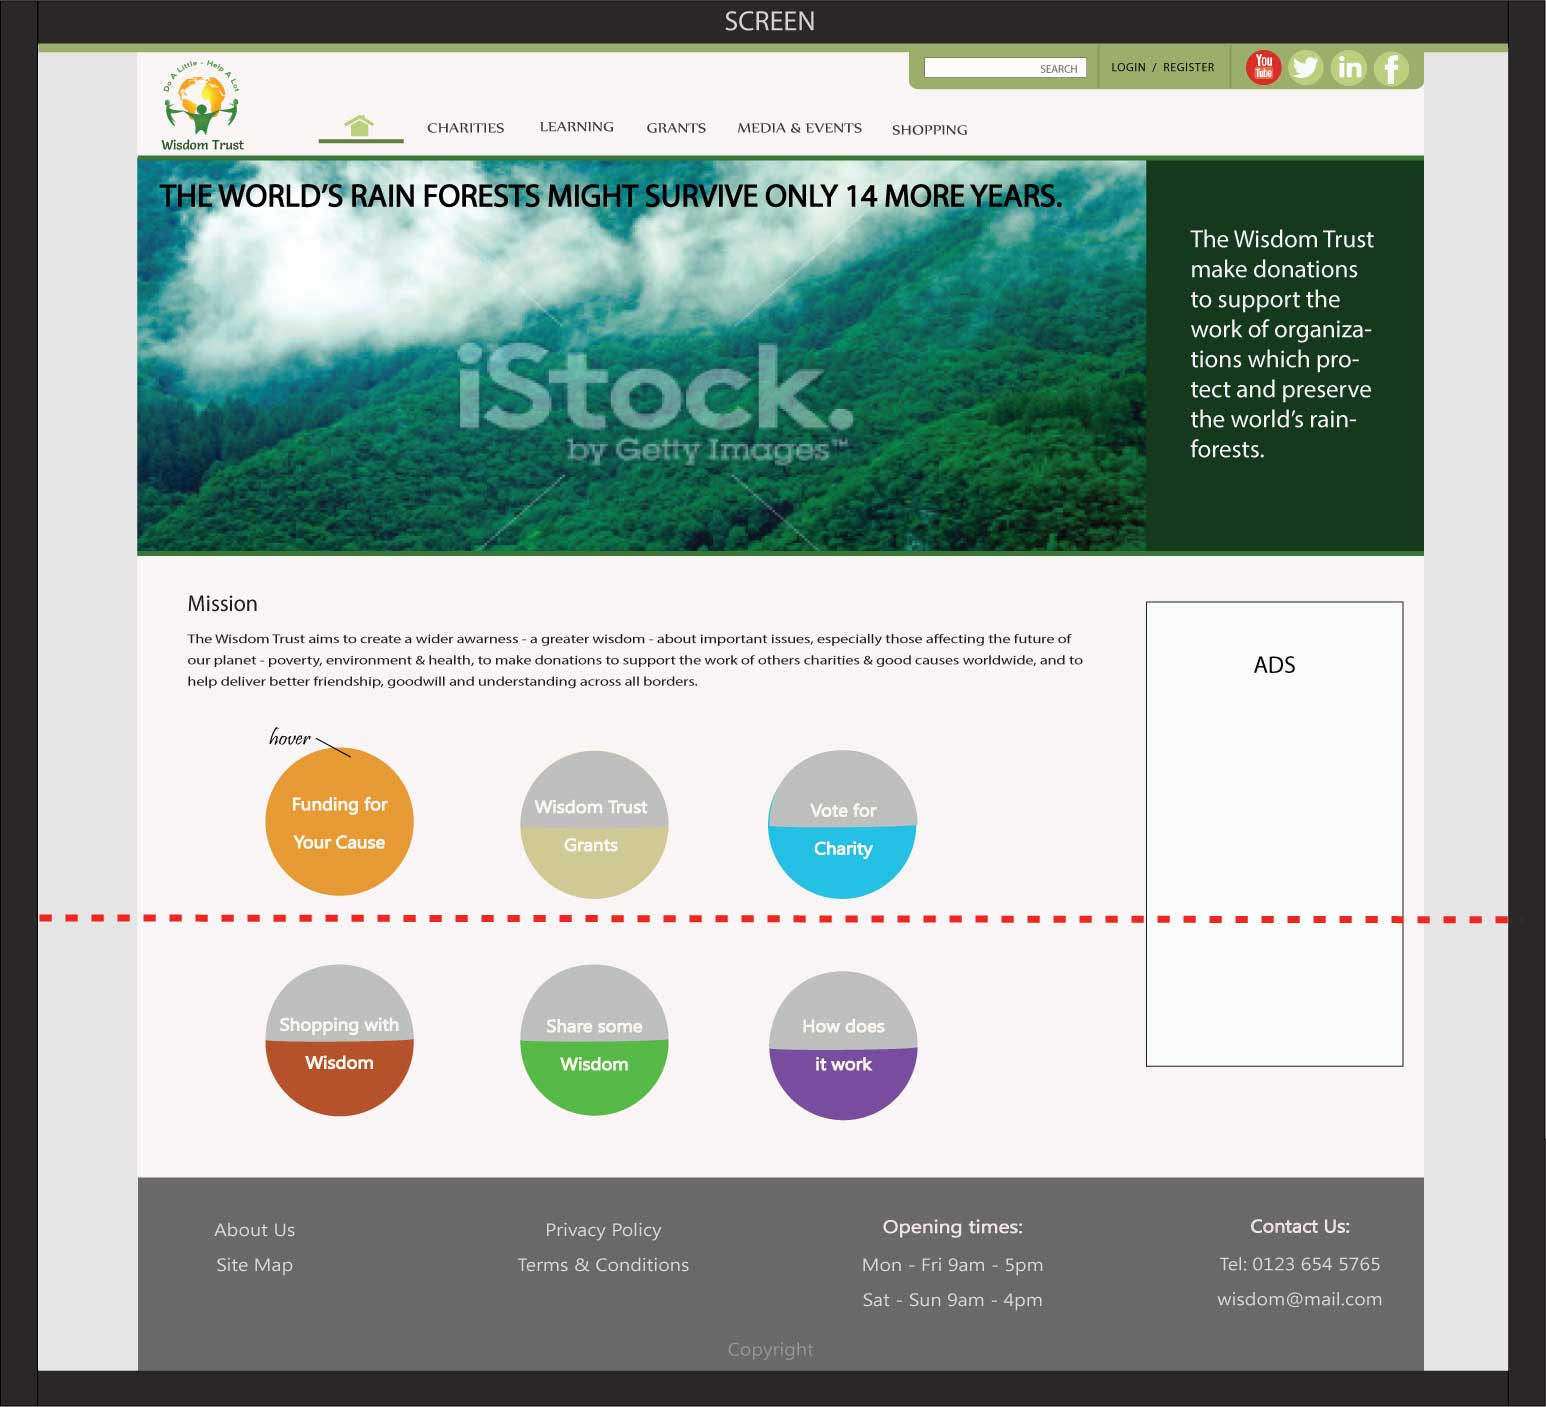 SCREEN
Do A Little - Help A Lot
Wisdom Trust
SEARCH
LOGIN / REGISTER
You
Tube
in
f
CHARITIES
LEARNING
GRANTS
MEDIA & EVENTS
SHOPPING
THE WORLD'S RAIN FORESTS MIGHT SURVIVE ONLY 14 MORE YEARS.
iStock.
by Getty Images™
The Wisdom Trust
make donations
to support the
work of organiza-
tions which pro-
tect and preserve
the world's rain-
forests.
Mission
The Wisdom Trust aims to create a wider awarness - a greater wisdom - about important issues, especially those affecting the future of
our planet - poverty, environment & health, to make donations to support the work of others charities & good causes worldwide, and to
help deliver better friendship, goodwill and understanding across all borders.
ADS
hover
Funding for
Your Cause
Wisdom Trust
Grants
Vote for
Charity
Shopping with
Wisdom
Share some
Wisdom
How does
it work
About Us
Site Map
Privacy Policy
Terms & Conditions
Opening times:
Mon - Fri 9am - 5pm
Sat - Sun 9am - 4pm
Contact Us:
Tel: 0123 654 5765
wisdom@mail.com
Copyright